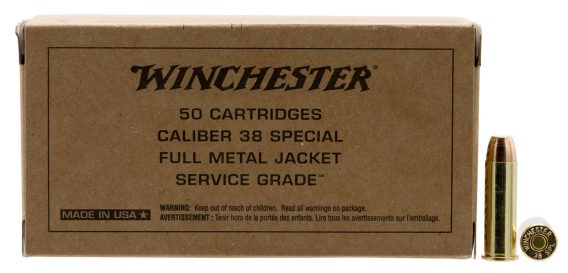 WINCHESTER®
50 CARTRIDGES
CALIBER 38 SPECIAL
FULL METAL JACKET
SERVICE GRADE™
WARNING: Keep out of reach of children. Read all warnings on package.
AVERTISSEMENT: Tenir hors de la portée des enfants. Lire tous les avertissements sur l'emballage.
MADE IN USA★
WINCHESTER
38 SPL